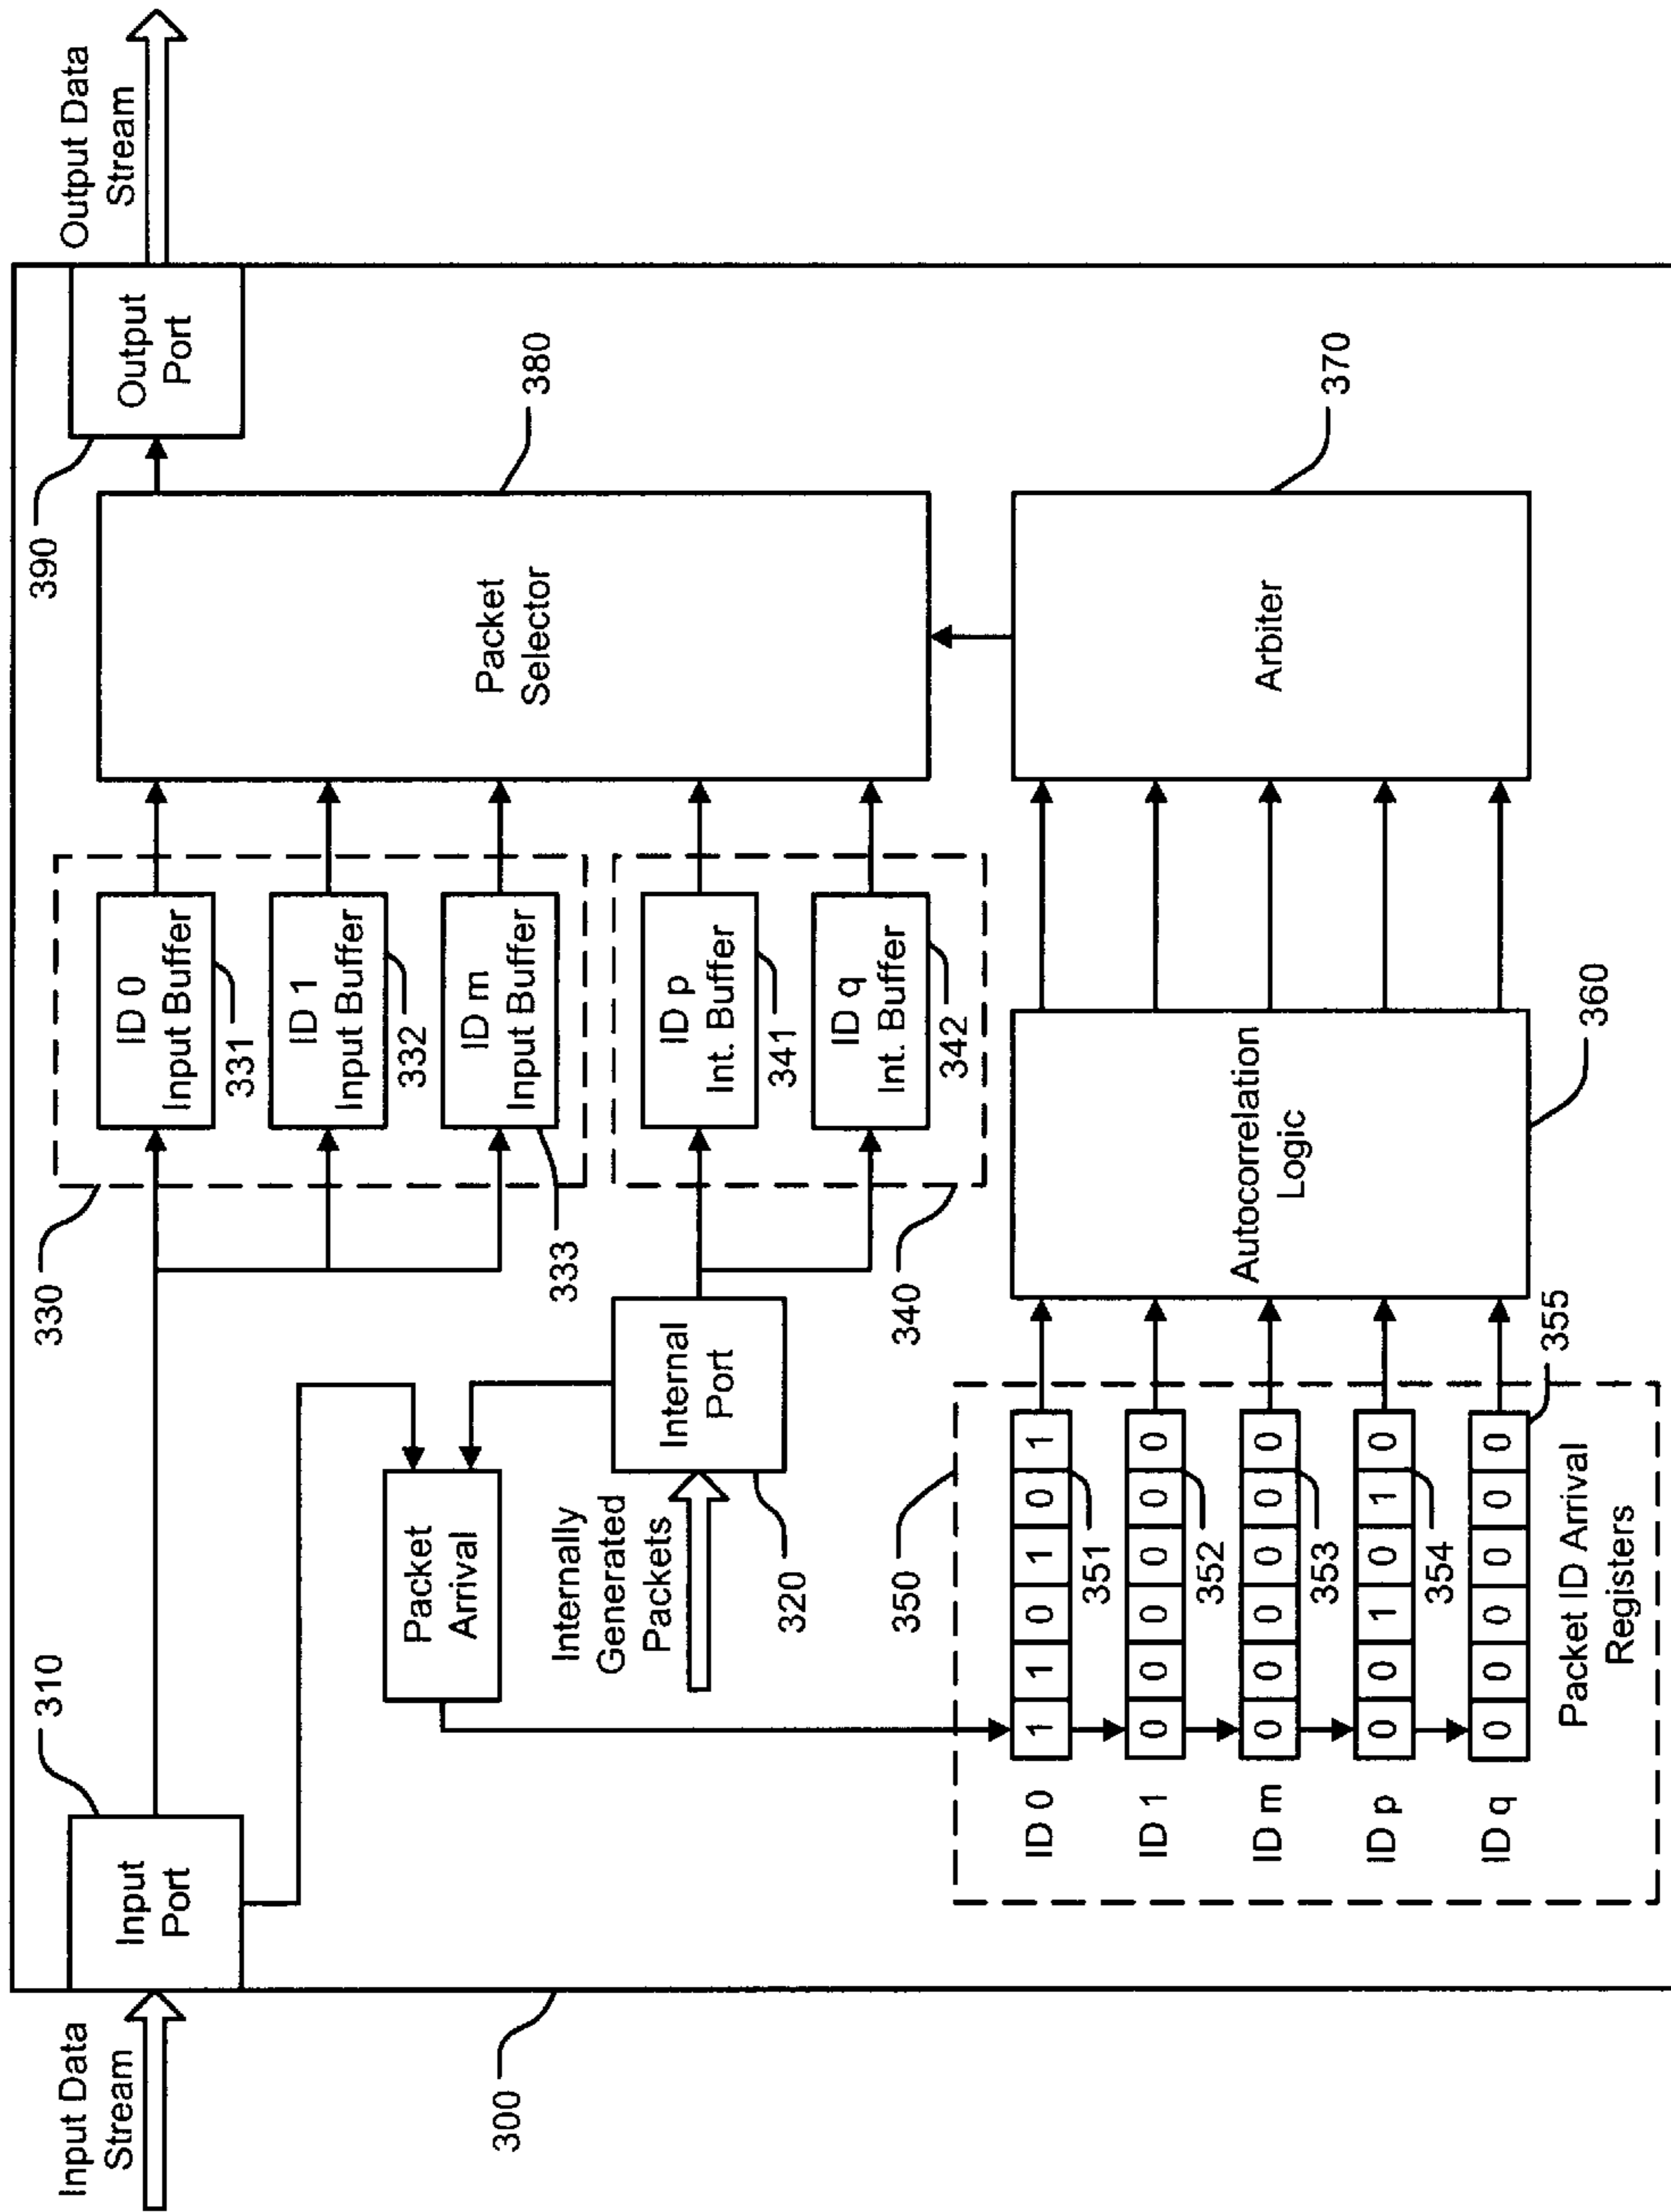 Input Data
Stream
Output Data
Stream
310
Input
Port
390
Output
Port
330
ID 0
Input Buffer
331
ID 1
Input Buffer
332
ID m
Input Buffer
333
Packet
Selector
380
Packet
Arrival
Internally
Generated
Packets
320
Internal
Port
340
ID p
Int. Buffer
341
ID q
Int. Buffer
342
300
350
ID 0
1 1 0 1 0 1
351
ID 1
0 0 0 0 0 0
352
ID m
0 0 0 0 0 0
353
ID p
0 0 1 0 1 0
354
ID q
0 0 0 0 0 0
355
Packet ID Arrival
Registers
Autocorrelation
Logic
360
Arbiter
370